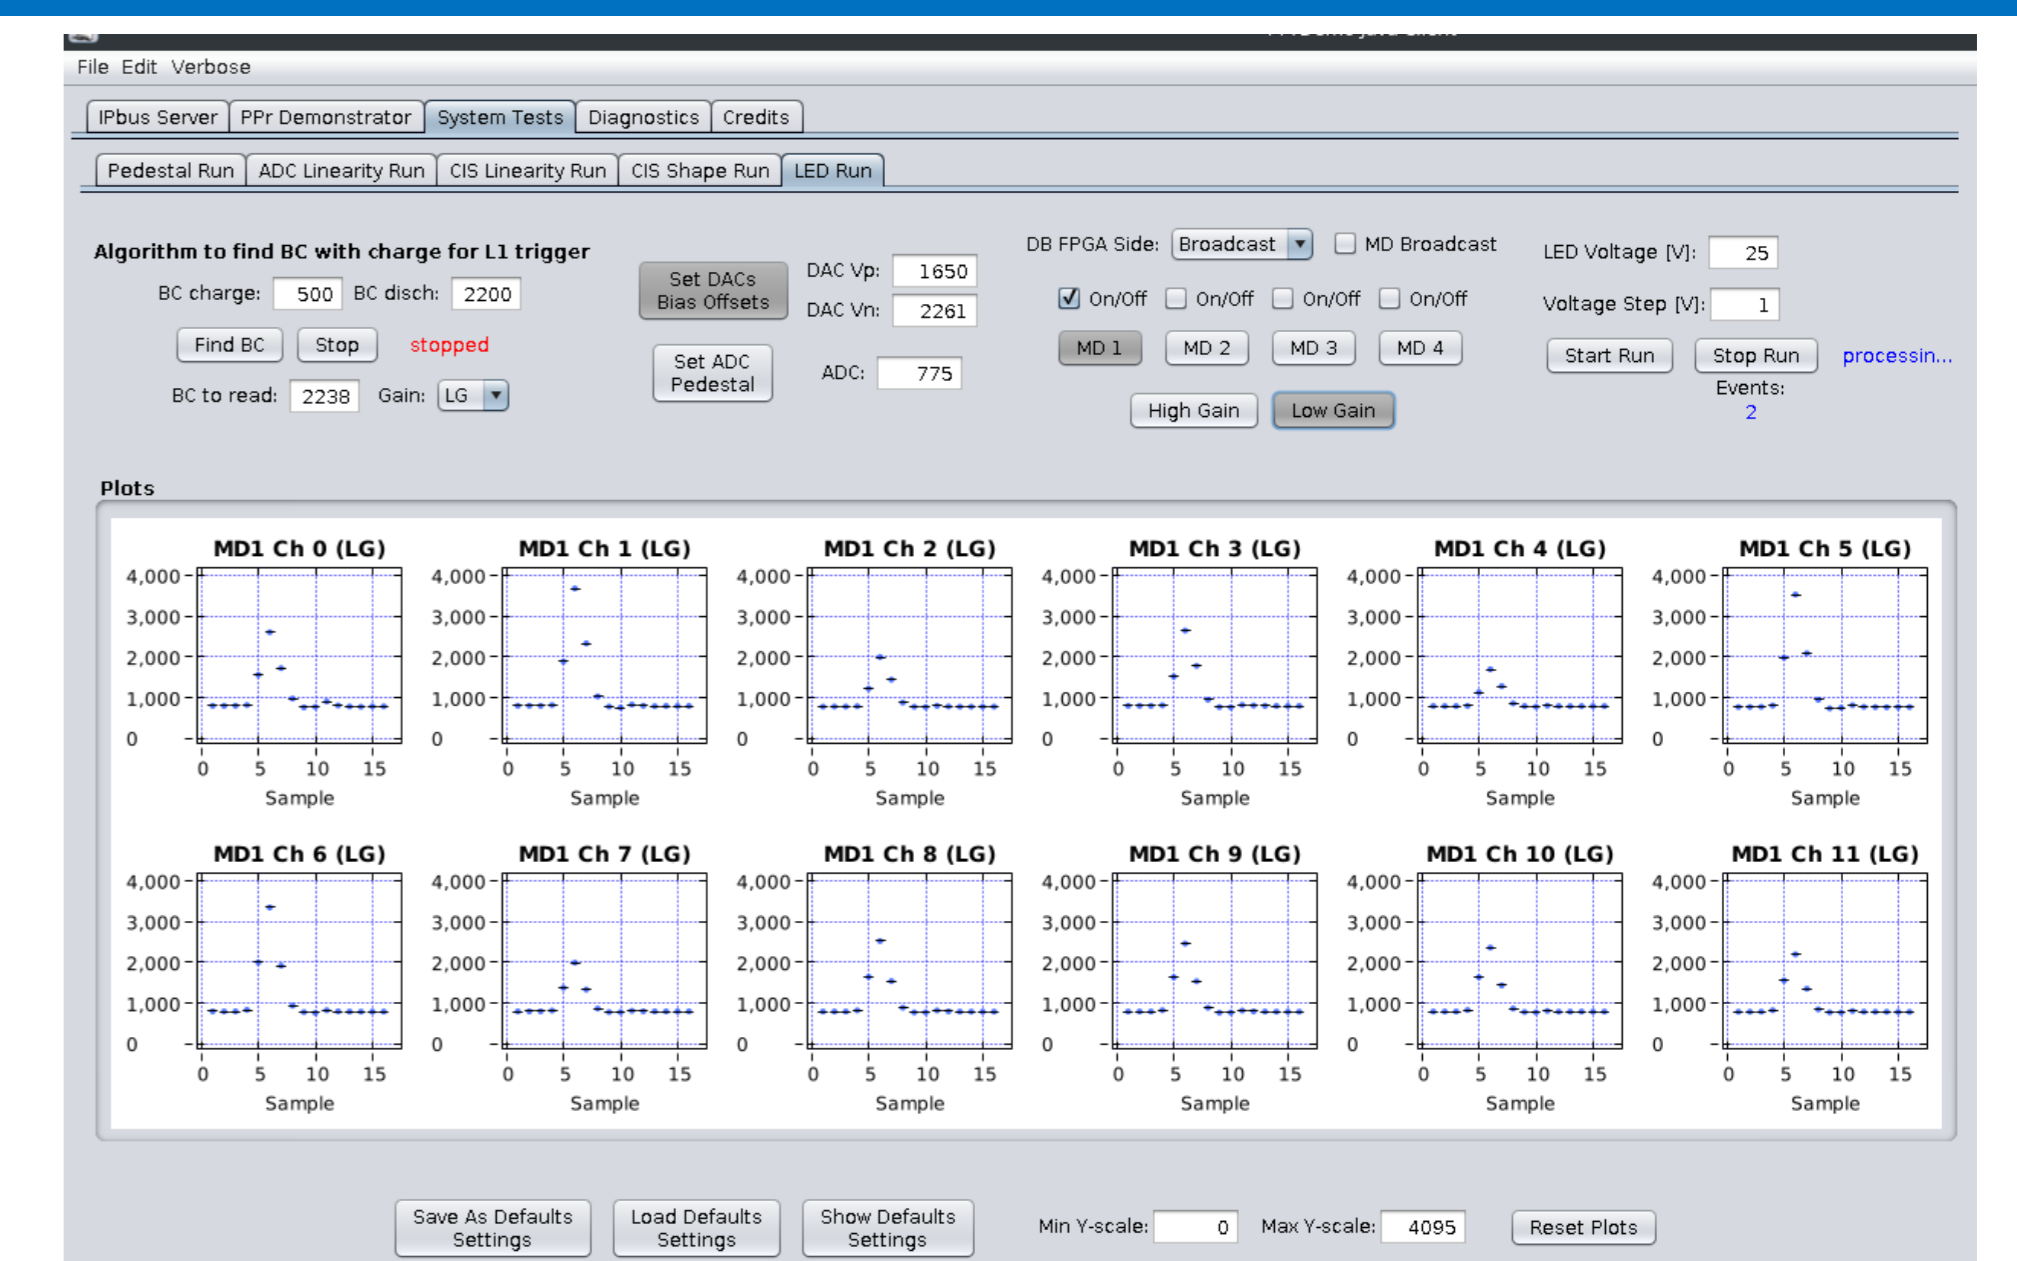 File Edit Verbose
IPbus Server PPr Demonstrator System Tests Diagnostics Credits
Pedestal Run ADC Linearity Run CIS Linearity Run CIS Shape Run LED Run
Algorithm to find BC with charge for L1 trigger
BC charge: 500 BC disch: 2200
Find BC Stop stopped
BC to read: 2238 Gain: LG
Set DACs
Bias Offsets
DAC Vp: 1650
DAC Vn: 2261
Set ADC
Pedestal
ADC: 775
DB FPGA Side: Broadcast MD Broadcast
On/Off On/Off On/Off On/Off
MD 1 MD 2 MD 3 MD 4
High Gain Low Gain
LED Voltage [V]: 25
Voltage Step [V]: 1
Start Run Stop Run processin...
Events:
2
Plots
MD1 Ch 0 (LG) MD1 Ch 1 (LG) MD1 Ch 2 (LG) MD1 Ch 3 (LG) MD1 Ch 4 (LG) MD1 Ch 5 (LG)
4,000 4,000 4,000 4,000 4,000 4,000
3,000 3,000 3,000 3,000 3,000 3,000
2,000 2,000 2,000 2,000 2,000 2,000
1,000 1,000 1,000 1,000 1,000 1,000
0 0 0 0 0 0
0 5 10 15 0 5 10 15 0 5 10 15 0 5 10 15 0 5 10 15 0 5 10 15
Sample Sample Sample Sample Sample Sample
MD1 Ch 6 (LG) MD1 Ch 7 (LG) MD1 Ch 8 (LG) MD1 Ch 9 (LG) MD1 Ch 10 (LG) MD1 Ch 11 (LG)
4,000 4,000 4,000 4,000 4,000 4,000
3,000 3,000 3,000 3,000 3,000 3,000
2,000 2,000 2,000 2,000 2,000 2,000
1,000 1,000 1,000 1,000 1,000 1,000
0 0 0 0 0 0
0 5 10 15 0 5 10 15 0 5 10 15 0 5 10 15 0 5 10 15 0 5 10 15
Sample Sample Sample Sample Sample Sample
Save As Defaults
Settings
Load Defaults
Settings
Show Defaults
Settings
Min Y-scale: 0 Max Y-scale: 4095 Reset Plots